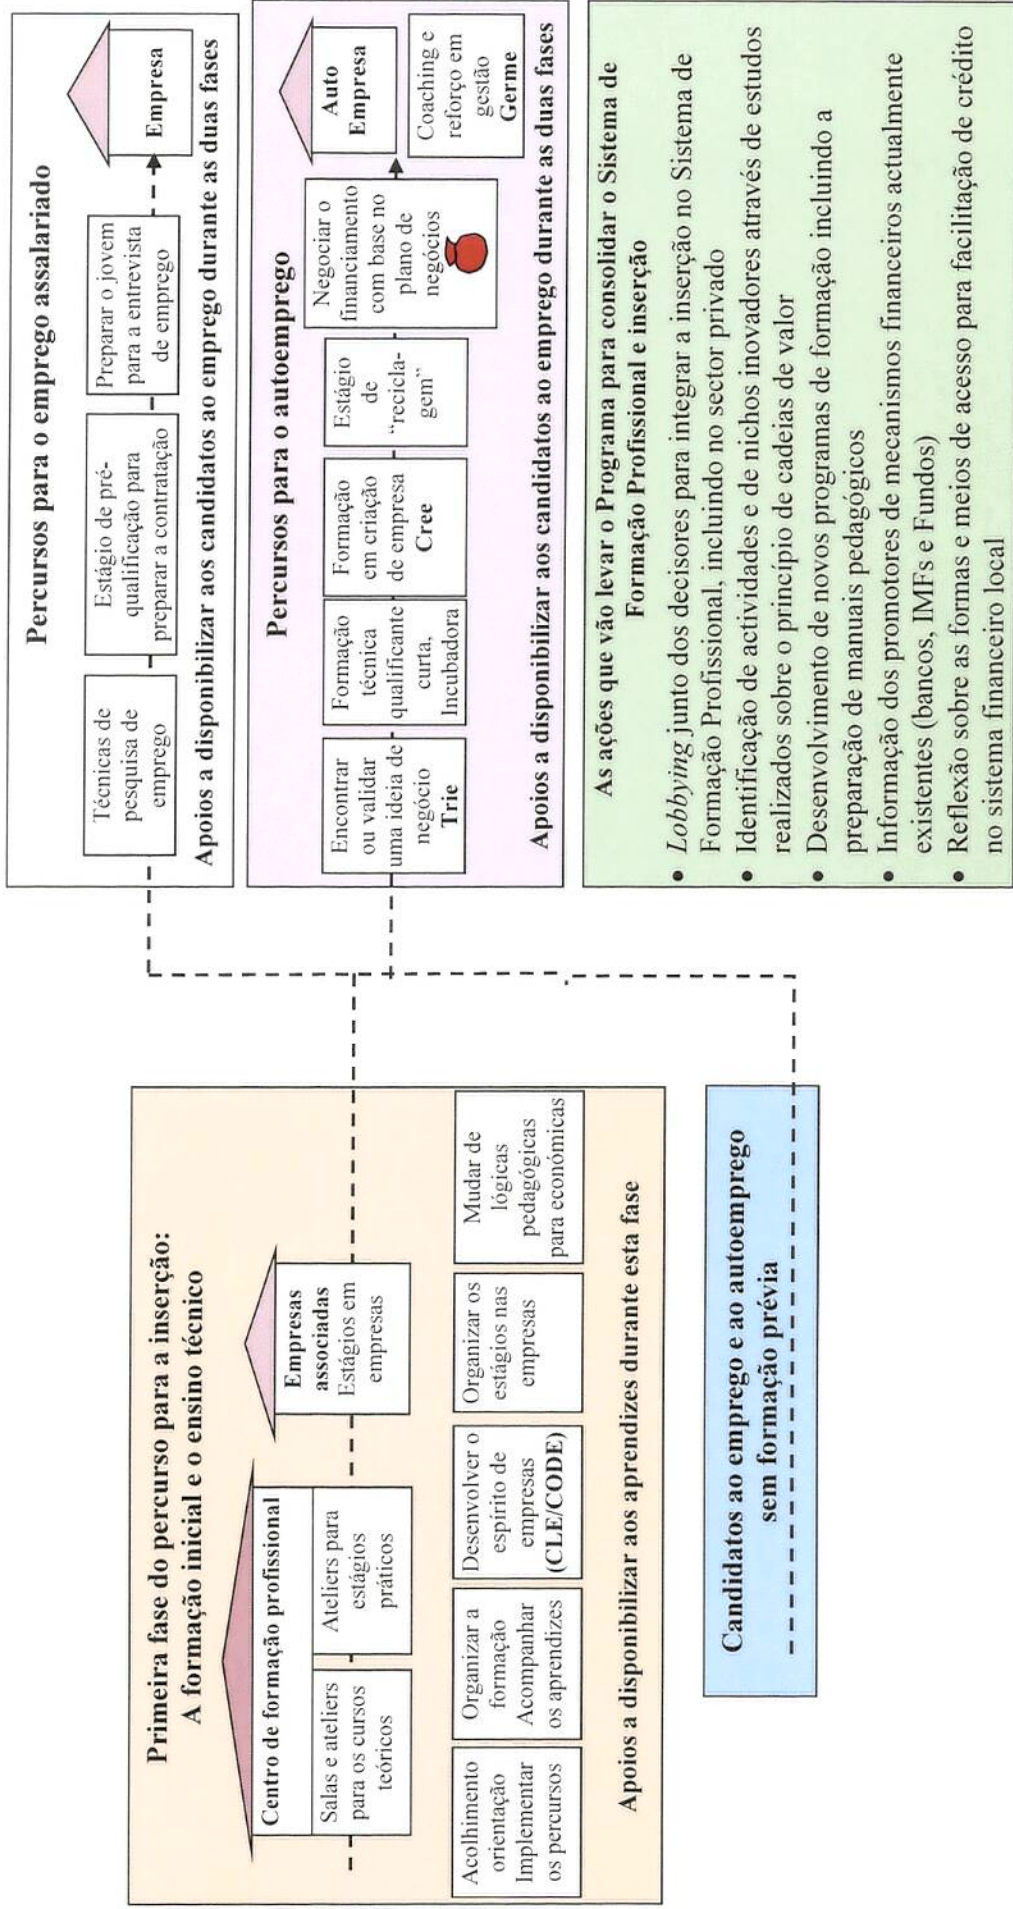 Primeira fase do percurso para a inserção:
A formação inicial e o ensino técnico
Centro de formação profissional
Salas e ateliers
para os cursos
teóricos
Ateliers para
estágios
práticos
Empresas
associadas
Estágios em
empresas
Acolhimento
orientação
Implementar
os percursos
Organizar a
formação
Acompanhar
os aprendizes
Desenvolver o
espírito de
empresas
(CLE/CODE)
Organizar os
estágios nas
empresas
Mudar de
lógicas
pedagógicas
para económicas
Apoios a disponibilizar aos aprendizes durante esta fase
Candidatos ao emprego e ao autoemprego
sem formação prévia
Percursos para o emprego assalariado
Técnicas de
pesquisa de
emprego
Estágio de pré-
qualificação para
preparar a contratação
Preparar o jovem
para a entrevista
de emprego
Empresa
Apoios a disponibilizar aos candidatos ao emprego durante as duas fases
Percursos para o autoemprego
Encontrar
ou validar
uma ideia de
negócio
Trie
Formação
técnica
qualificante
curta,
Incubadora
Formação
em criação
de empresa
Cree
Estágio
de
“recicla-
gem”
Negociar o
financiamento
com base no
plano de
negócios
Auto
Empresa
Coaching e
reforço em
gestão
Germe
Apoios a disponibilizar aos candidatos ao emprego durante as duas fases
As ações que vão levar o Programa para consolidar o Sistema de
Formação Profissional e inserção
• Lobbying junto dos decisores para integrar a inserção no Sistema de
Formação Profissional, incluindo no sector privado
• Identificação de actividades e de nichos inovadores através de estudos
realizados sobre o princípio de cadeias de valor
• Desenvolvimento de novos programas de formação incluindo a
preparação de manuais pedagógicos
• Informação dos promotores de mecanismos financeiros actualmente
existentes (bancos, IMFs e Fundos)
• Reflexão sobre as formas e meios de acesso para facilitação de crédito
no sistema financeiro local